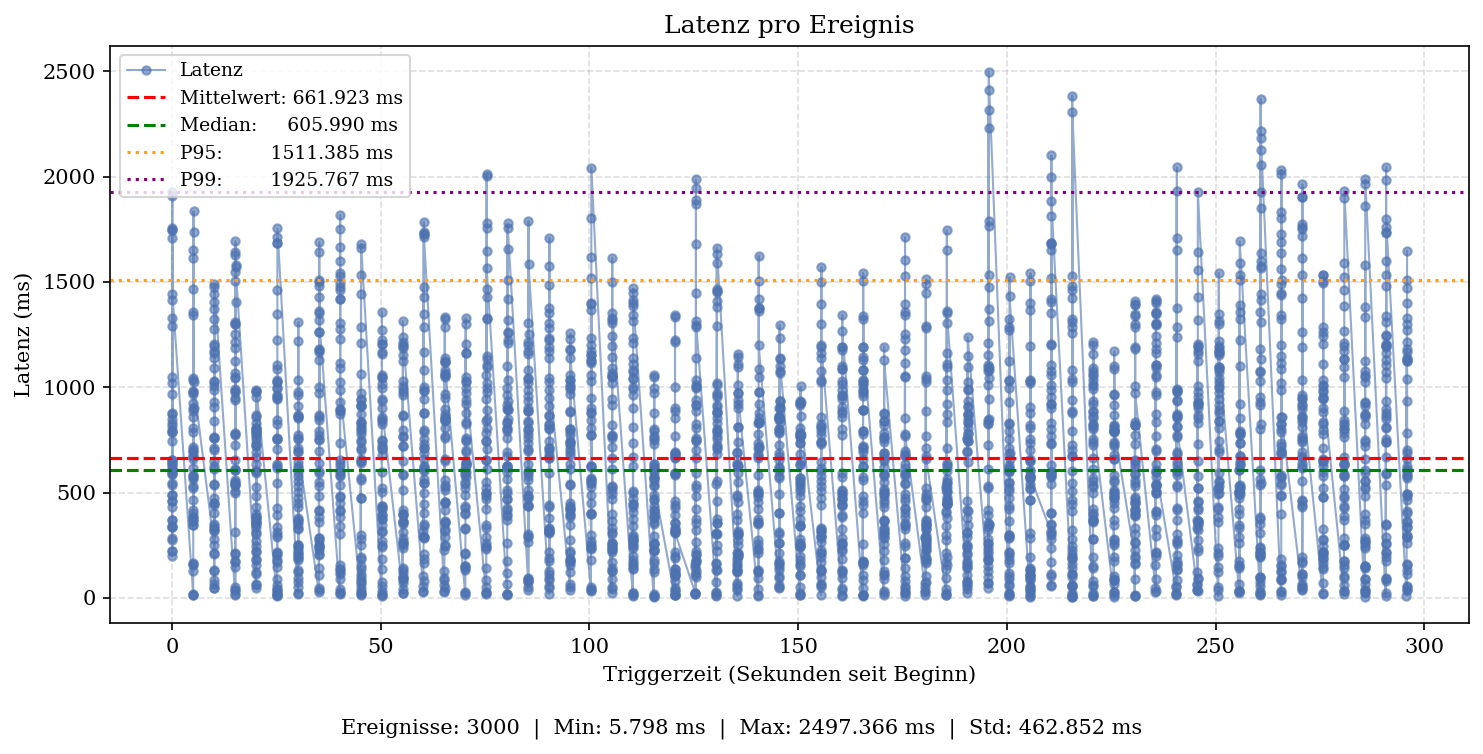 Latenz pro Ereignis
Latenz (ms)
2500
2000
1500
1000
500
0
Latenz
Mittelwert: 661.923 ms
Median: 605.990 ms
P95: 1511.385 ms
P99: 1925.767 ms
0 50 100 150 200 250 300
Triggerzeit (Sekunden seit Beginn)
Ereignisse: 3000 | Min: 5.798 ms | Max: 2497.366 ms | Std: 462.852 ms